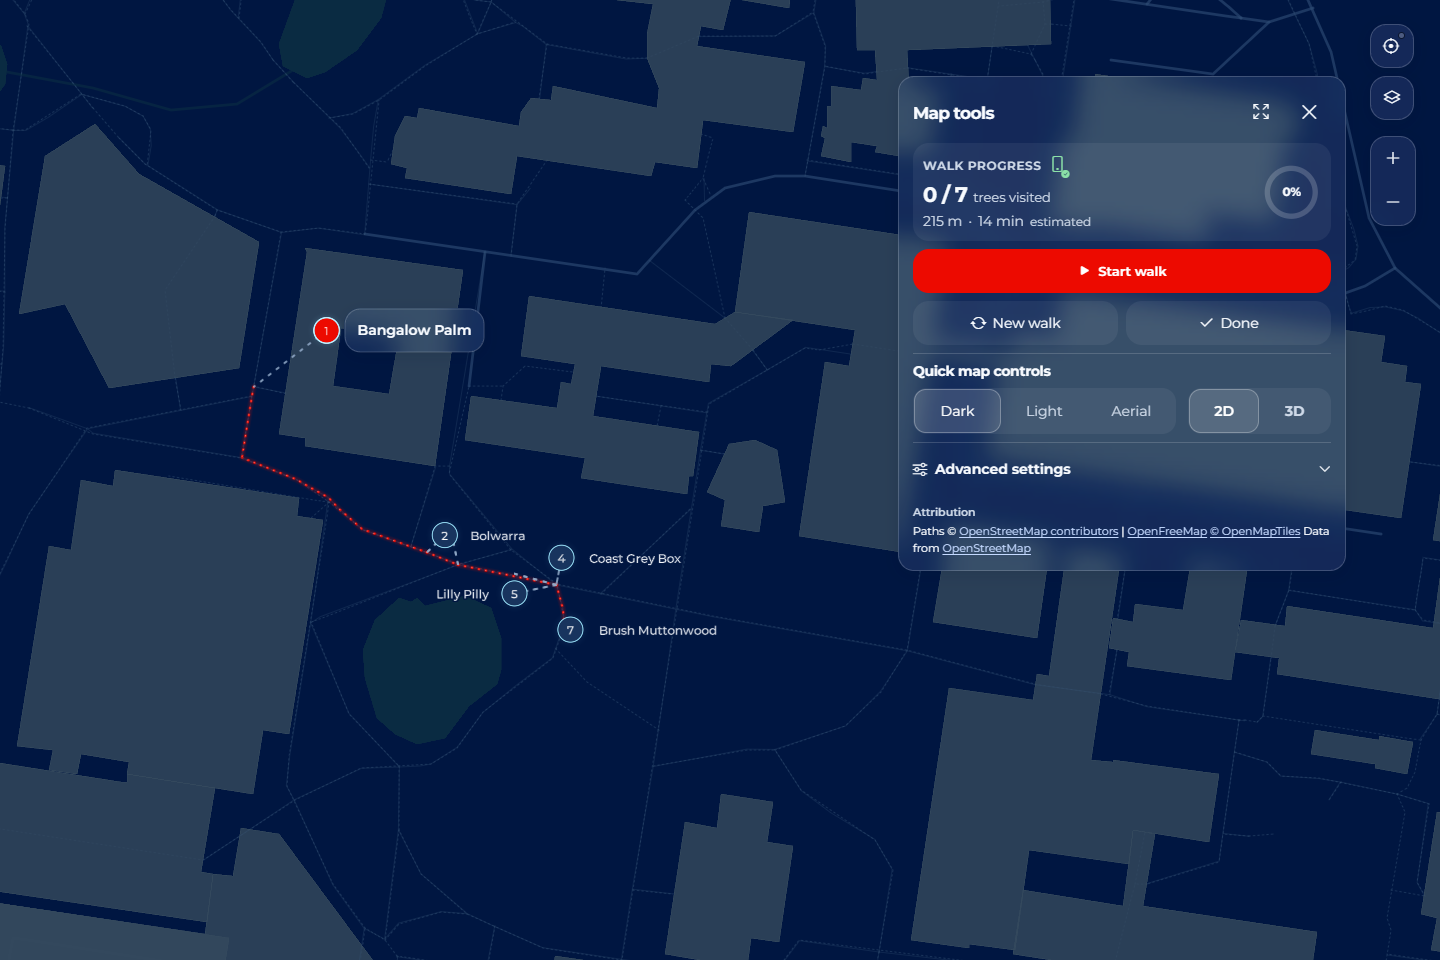 Map tools
WALK PROGRESS
0 / 7 trees visited
0%
215 m · 14 min estimated
Start walk
New walk
Done
Quick map controls
Dark
Light
Aerial
2D
3D
Advanced settings
Attribution
Paths © OpenStreetMap contributors | OpenFreeMap © OpenMapTiles Data
from OpenStreetMap
1
Bangalow Palm
2
Bolwarra
4
Coast Grey Box
Lilly Pilly
5
7
Brush Muttonwood